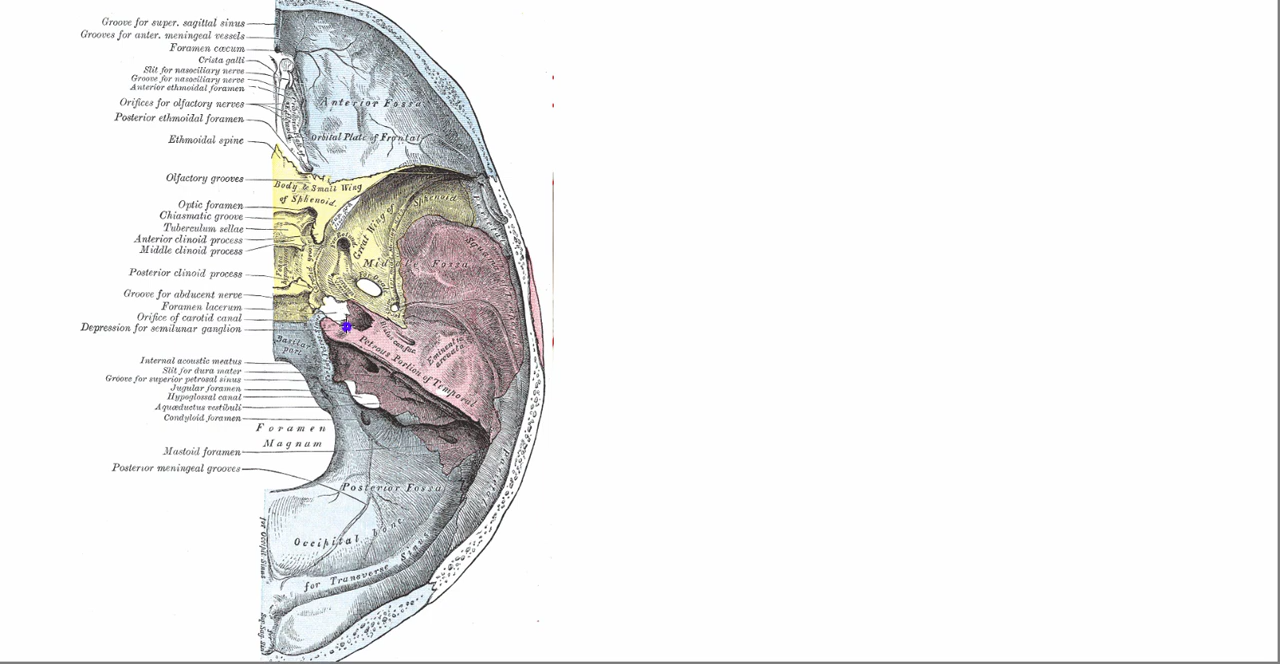 Groove for super. sagittal sinus
Grooves for anter. meningeal vessels
Foramen cæcum
Crista galli
Slit for nasociliary nerve
Groove for nasociliary nerve
Anterior ethmoidal foramen
Orifices for olfactory nerves
Posterior ethmoidal foramen
Ethmoidal spine
Olfactory grooves
Optic foramen
Chiasmatic groove
Tuberculum sellæ
Anterior clinoid process
Middle clinoid process
Posterior clinoid process
Groove for abducent nerve
Foramen lacerum
Orifice of carotid canal
Depression for semilunar ganglion
Internal acoustic meatus
Slit for dura mater
Groove for superior petrosal sinus
Jugular foramen
Hypoglossal canal
Aquæductus vestibuli
Condyloid foramen
Mastoid foramen
Posterior meningeal grooves
Anterior Fossa
Orbital Plate of Frontal
Body & Small Wing
of Sphenoid.
Great Wing of Sphenoid
Mid
Fossa
Petrous Portion of Temporal
Eminentia
arcuata
Basilar
part
Foramen
Magnum
Posterior Fossa
Occipital bone
for Transverse Sinus
for Occipit Sinus